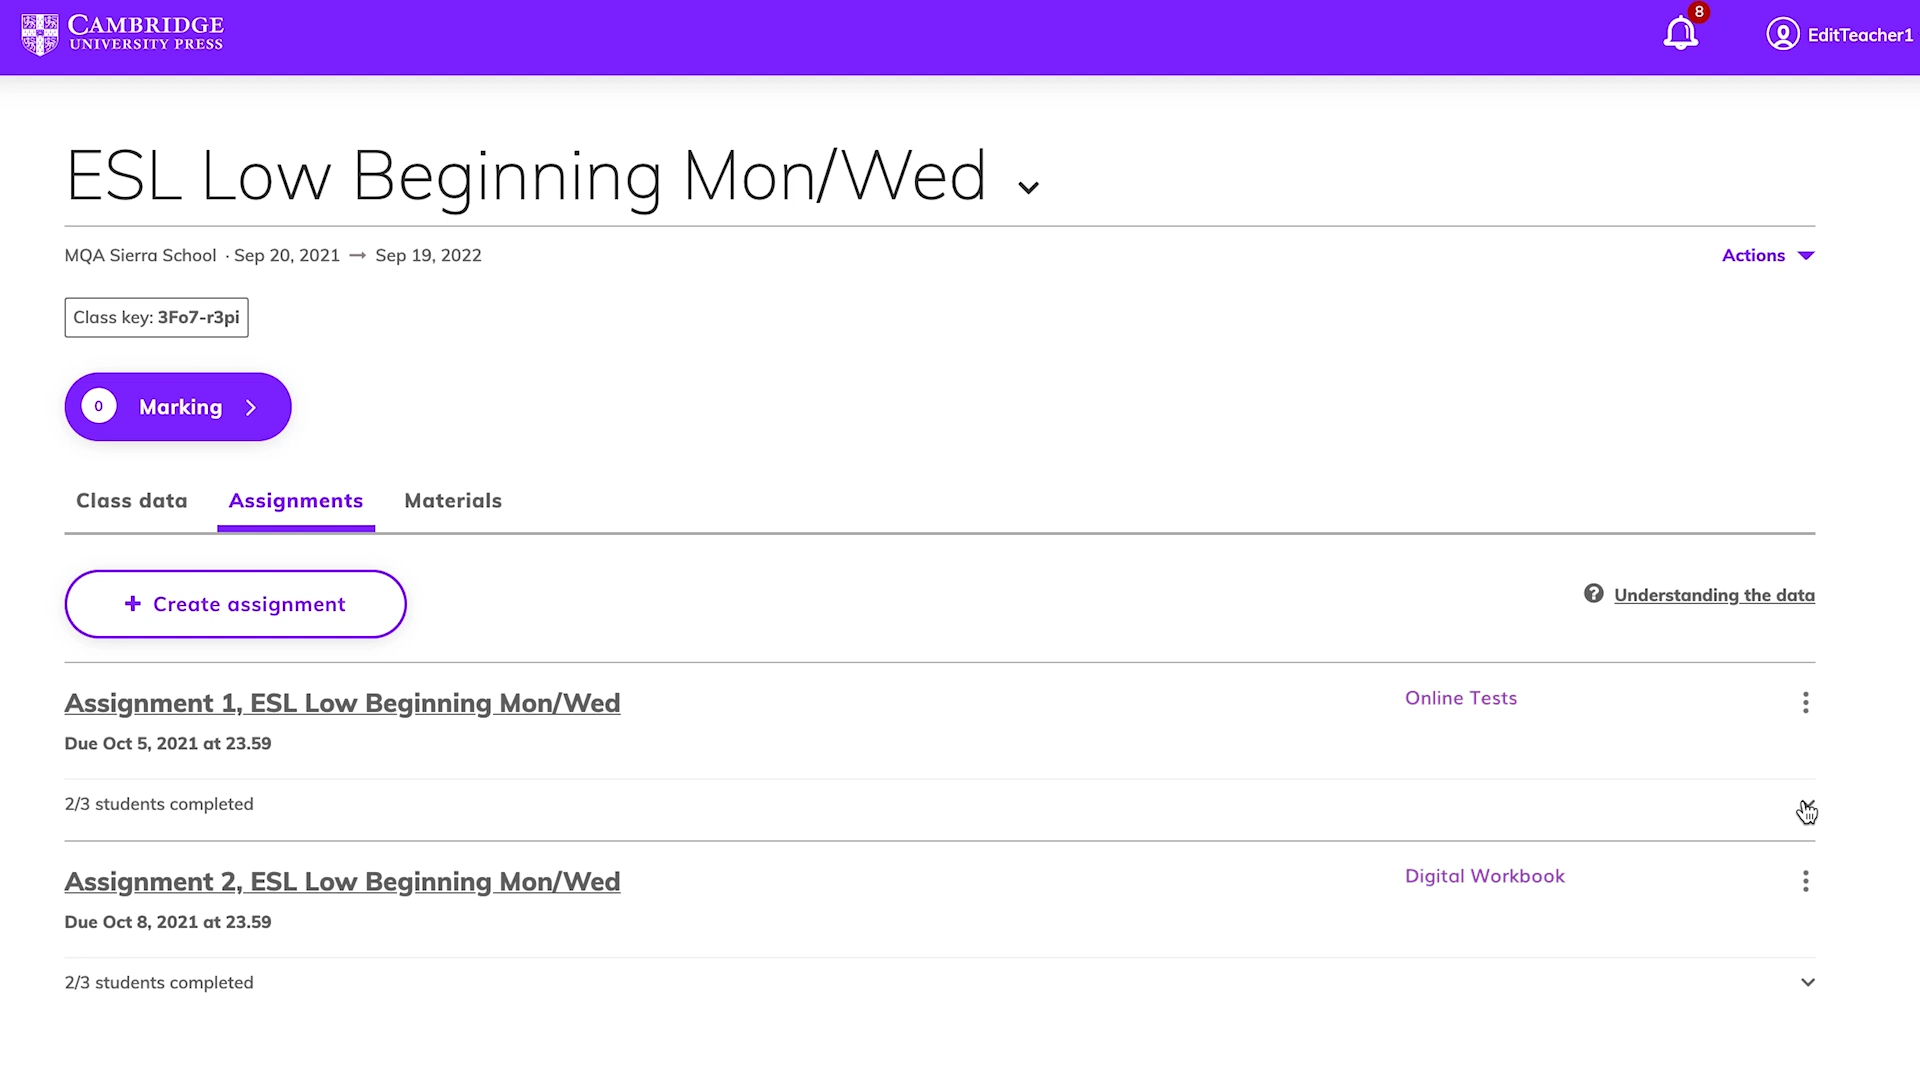 CAMBRIDGE
UNIVERSITY PRESS
8
EditTeacher1
ESL Low Beginning Mon/Wed
MQA Sierra School · Sep 20, 2021 → Sep 19, 2022
Actions
Class key: 3Fo7-r3pi
0 Marking
Class data Assignments Materials
+ Create assignment
? Understanding the data
Assignment 1, ESL Low Beginning Mon/Wed
Online Tests
Due Oct 5, 2021 at 23.59
2/3 students completed
Assignment 2, ESL Low Beginning Mon/Wed
Digital Workbook
Due Oct 8, 2021 at 23.59
2/3 students completed